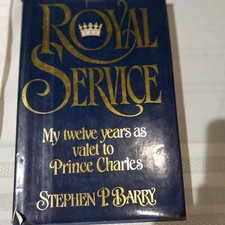 ROYAL
SERVICE
My twelve years as
valet to
Prince Charles
STEPHEN P. BARRY